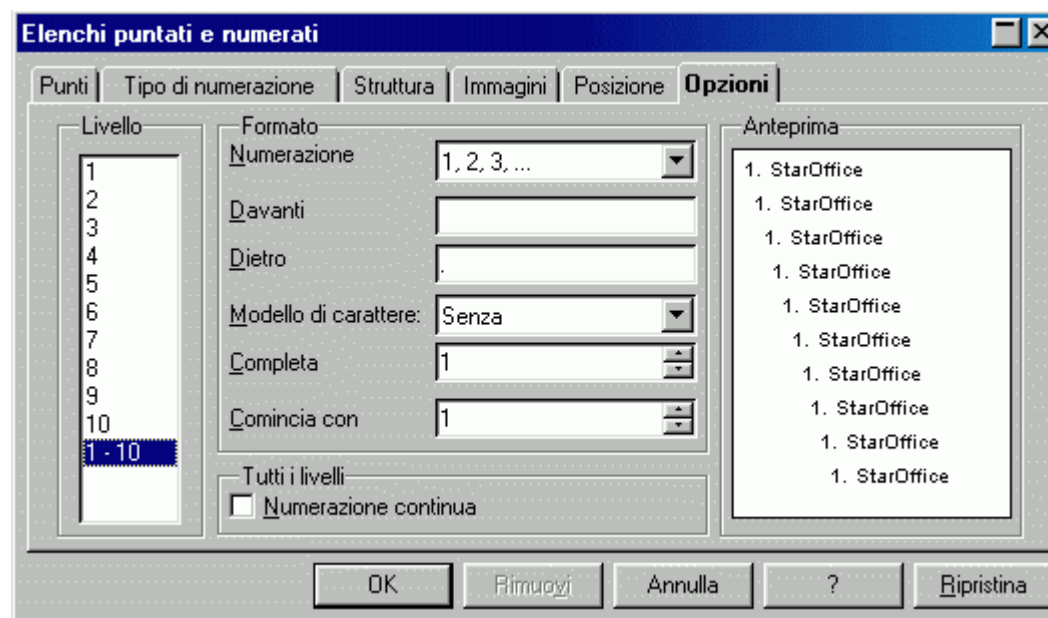 Elenchi puntati e numerati
Punti Tipo di numerazione Struttura Immagini Posizione Opzioni
Livello
1
2
3
4
5
6
7
8
9
10
1 - 10
Formato
Numerazione 1, 2, 3, ...
Davanti
Dietro .
Modello di carattere: Senza
Completa 1
Comincia con 1
Tutti i livelli
Numerazione continua
Anteprima
1. StarOffice
1. StarOffice
1. StarOffice
1. StarOffice
1. StarOffice
1. StarOffice
1. StarOffice
1. StarOffice
1. StarOffice
1. StarOffice
OK Rimuovi Annulla ? Ripristina